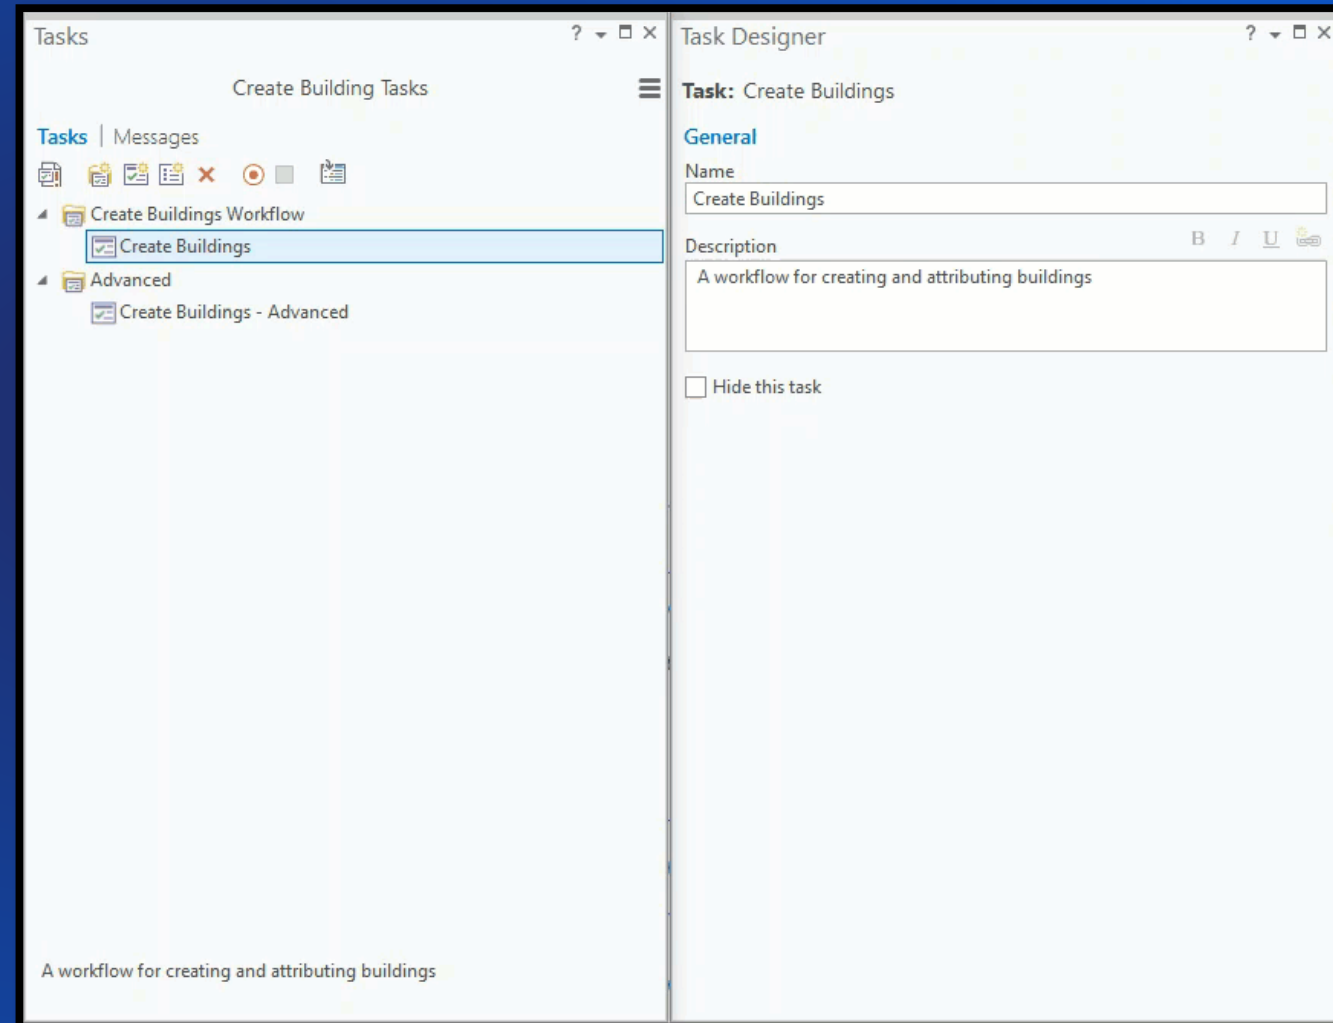 Tasks
Create Building Tasks
Tasks | Messages
Create Buildings Workflow
Create Buildings
Advanced
Create Buildings - Advanced
A workflow for creating and attributing buildings
Task Designer
Task: Create Buildings
General
Name
Create Buildings
Description
B I U
A workflow for creating and attributing buildings
Hide this task